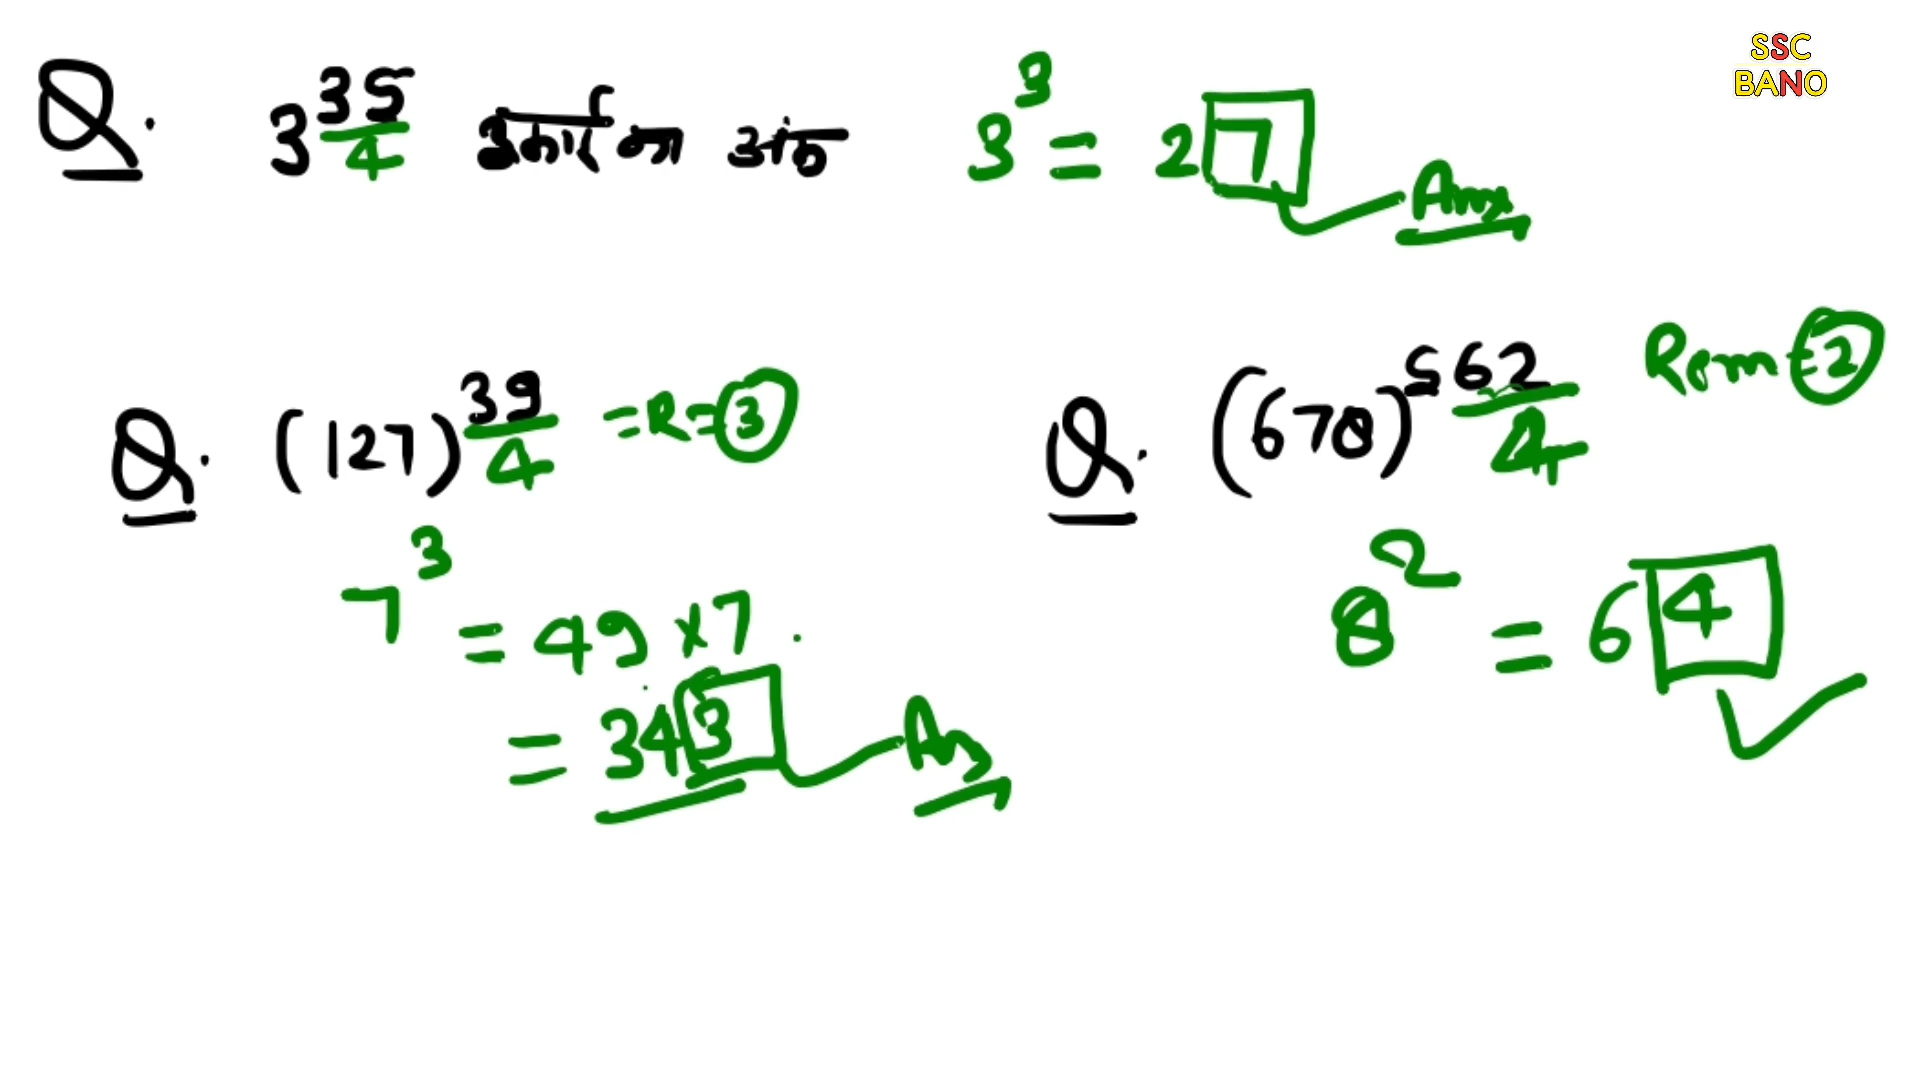 SSC
BANO
Q. 3^35/4 इकाई का अंक 3^3 = 27 Ans
Q. (127)^39/4 = R = 3
7^3 = 49 x 7
= 343 Ans
Q. (678)^562/4 Rem = 2
8^2 = 64